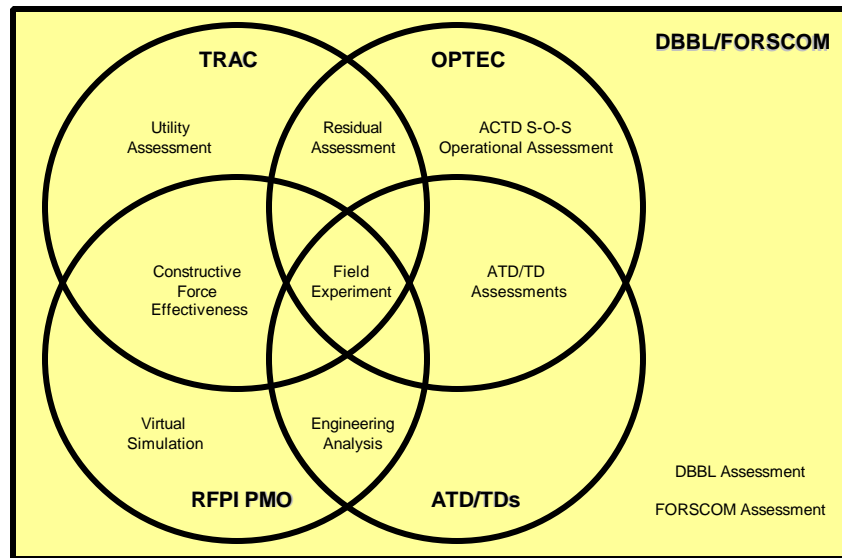 TRAC
OPTEC
DBBL/FORSCOM
Utility
Assessment
Residual
Assessment
ACTD S-O-S
Operational Assessment
Constructive
Force
Effectiveness
Field
Experiment
ATD/TD
Assessments
Virtual
Simulation
Engineering
Analysis
RFPI PMO
ATD/TDs
DBBL Assessment
FORSCOM Assessment